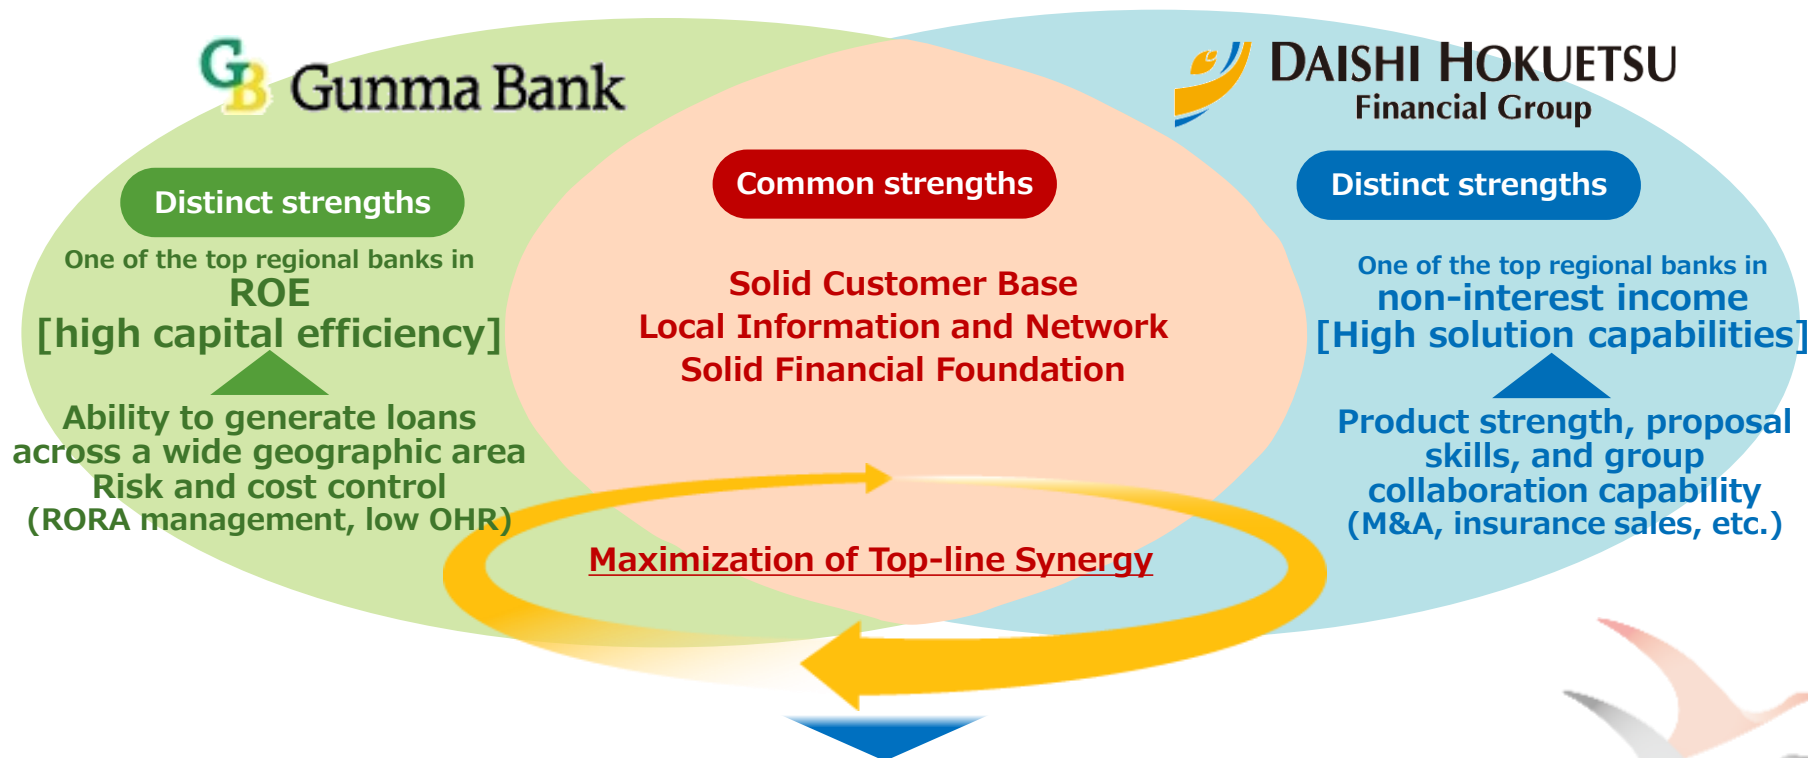 GB Gunma Bank
Distinct strengths
One of the top regional banks in
ROE
[high capital efficiency]
Ability to generate loans
across a wide geographic area
Risk and cost control
(RORA management, low OHR)
Common strengths
Solid Customer Base
Local Information and Network
Solid Financial Foundation
Maximization of Top-line Synergy
DAISHI HOKUETSU
Financial Group
Distinct strengths
One of the top regional banks in
non-interest income
[High solution capabilities]
Product strength, proposal
skills, and group
collaboration capability
(M&A, insurance sales, etc.)